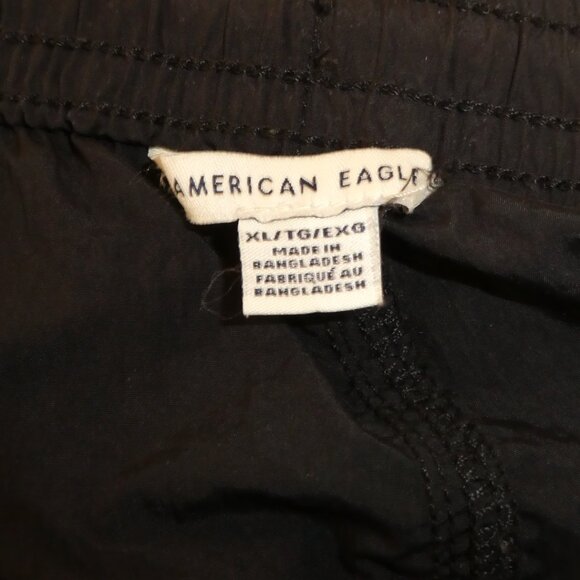 AMERICAN EAGLE
XL/TG/EXG
MADE IN
BANGLADESH
FABRIQUÉ AU
BANGLADESH